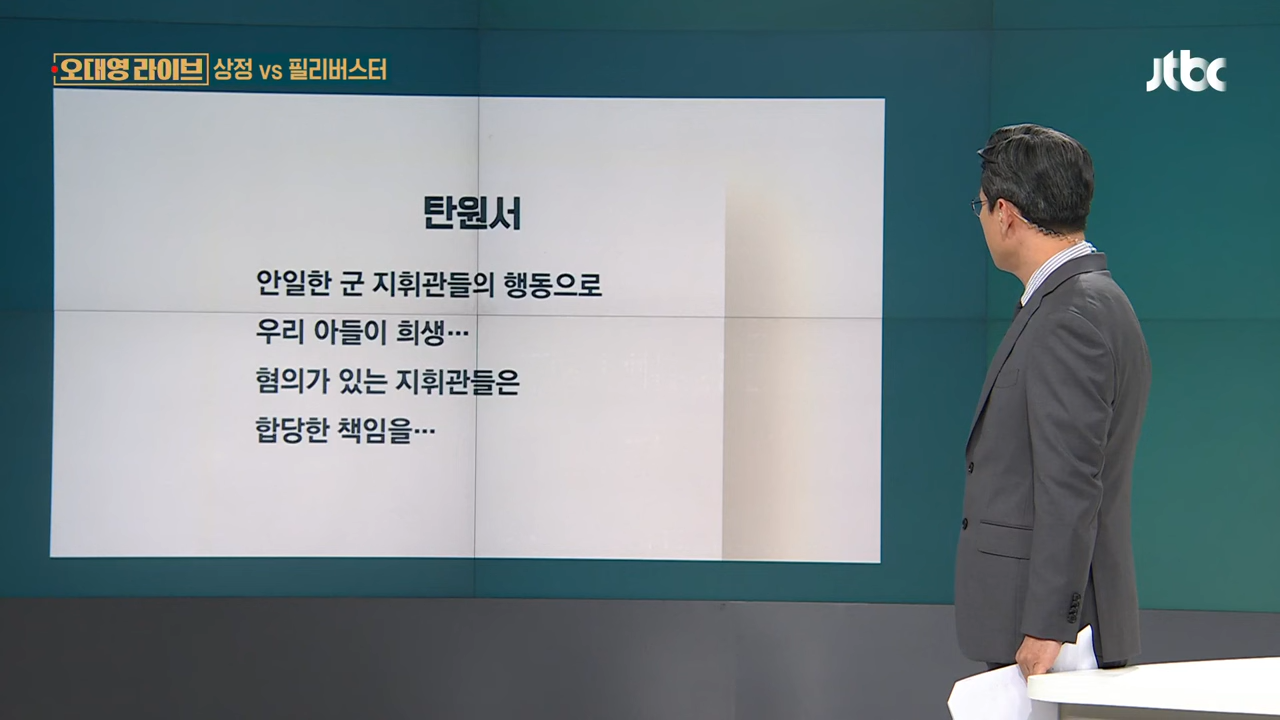 오대영 라이브 상정 vs 필리버스터
jtbc
탄원서
안일한 군 지휘관들의 행동으로
우리 아들이 희생…
혐의가 있는 지휘관들은
합당한 책임을…